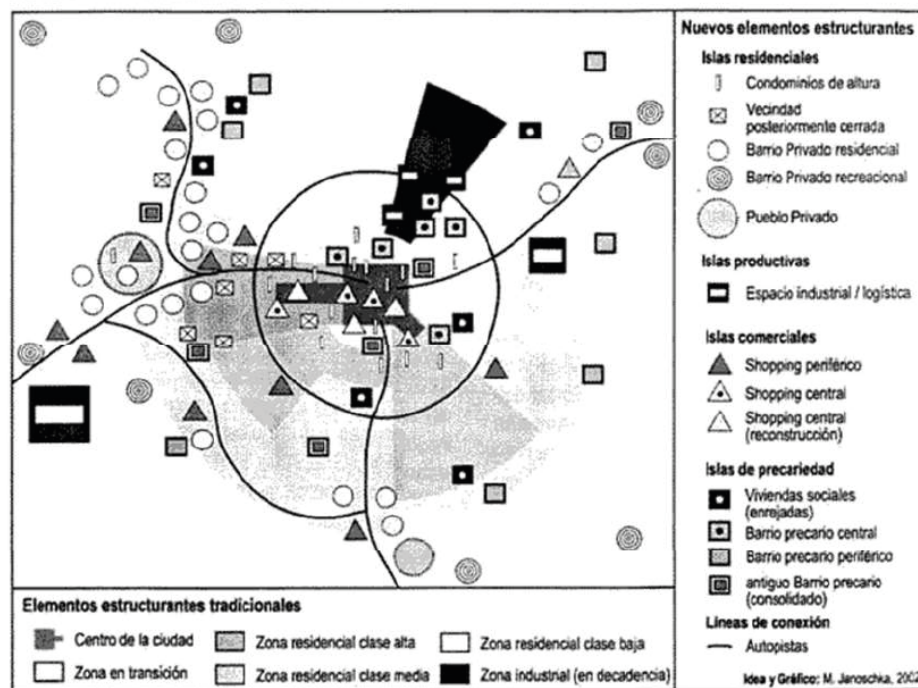 Nuevos elementos estructurantes
Islas residenciales
Condominios de altura
Vecindad
posteriormente cerrada
Barrio Privado residencial
Barrio Privado recreacional
Pueblo Privado
Islas productivas
Espacio industrial / logística
Islas comerciales
Shopping periférico
Shopping central
Shopping central
(reconstrucción)
Islas de precariedad
Viviendas sociales
(enrejadas)
Barrio precario central
Barrio precario periférico
antiguo Barrio precario
(consolidado)
Líneas de conexión
Autopistas
Idea y Gráfico: M. Janoschka, 2002
Elementos estructurantes tradicionales
Centro de la ciudad
Zona residencial clase alta
Zona residencial clase baja
Zona en transición
Zona residencial clase media
Zona industrial (en decadencia)